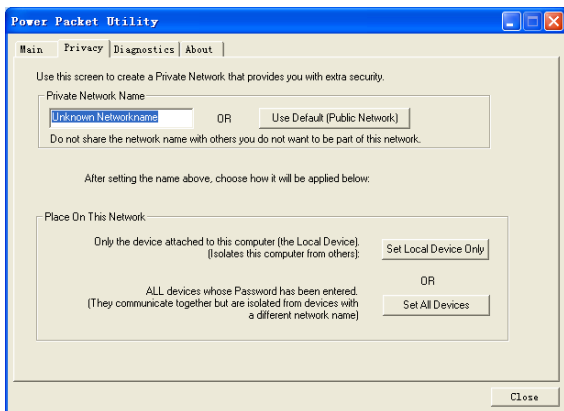 Power Packet Utility
Main Privacy Diagnostics About
Use this screen to create a Private Network that provides you with extra security.
Private Network Name
Unknown Networkname OR Use Default (Public Network)
Do not share the network name with others you do not want to be part of this network.
After setting the name above, choose how it will be applied below:
Place On This Network
Only the device attached to this computer (the Local Device). Set Local Device Only
(Isolates this computer from others):
OR
ALL devices whose Password has been entered. Set All Devices
(They communicate together but are isolated from devices with
a different network name)
Close